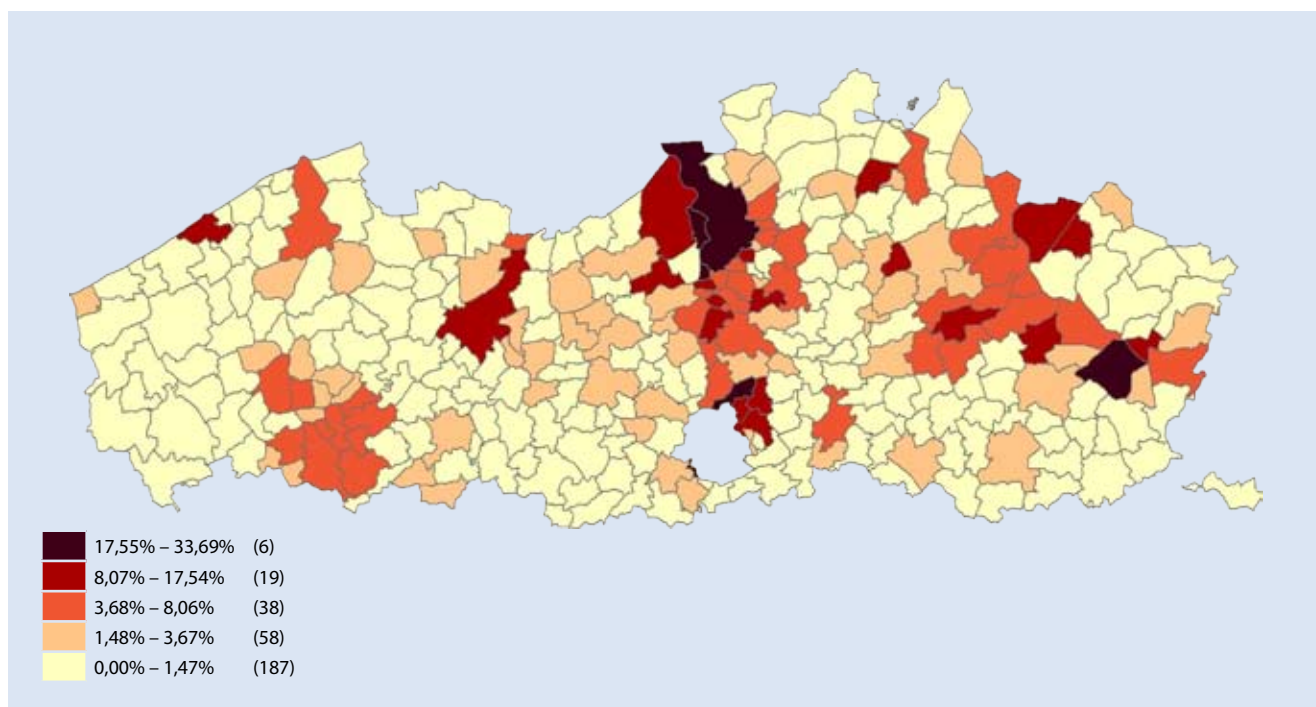 17,55% – 33,69% (6)
8,07% – 17,54% (19)
3,68% – 8,06% (38)
1,48% – 3,67% (58)
0,00% – 1,47% (187)